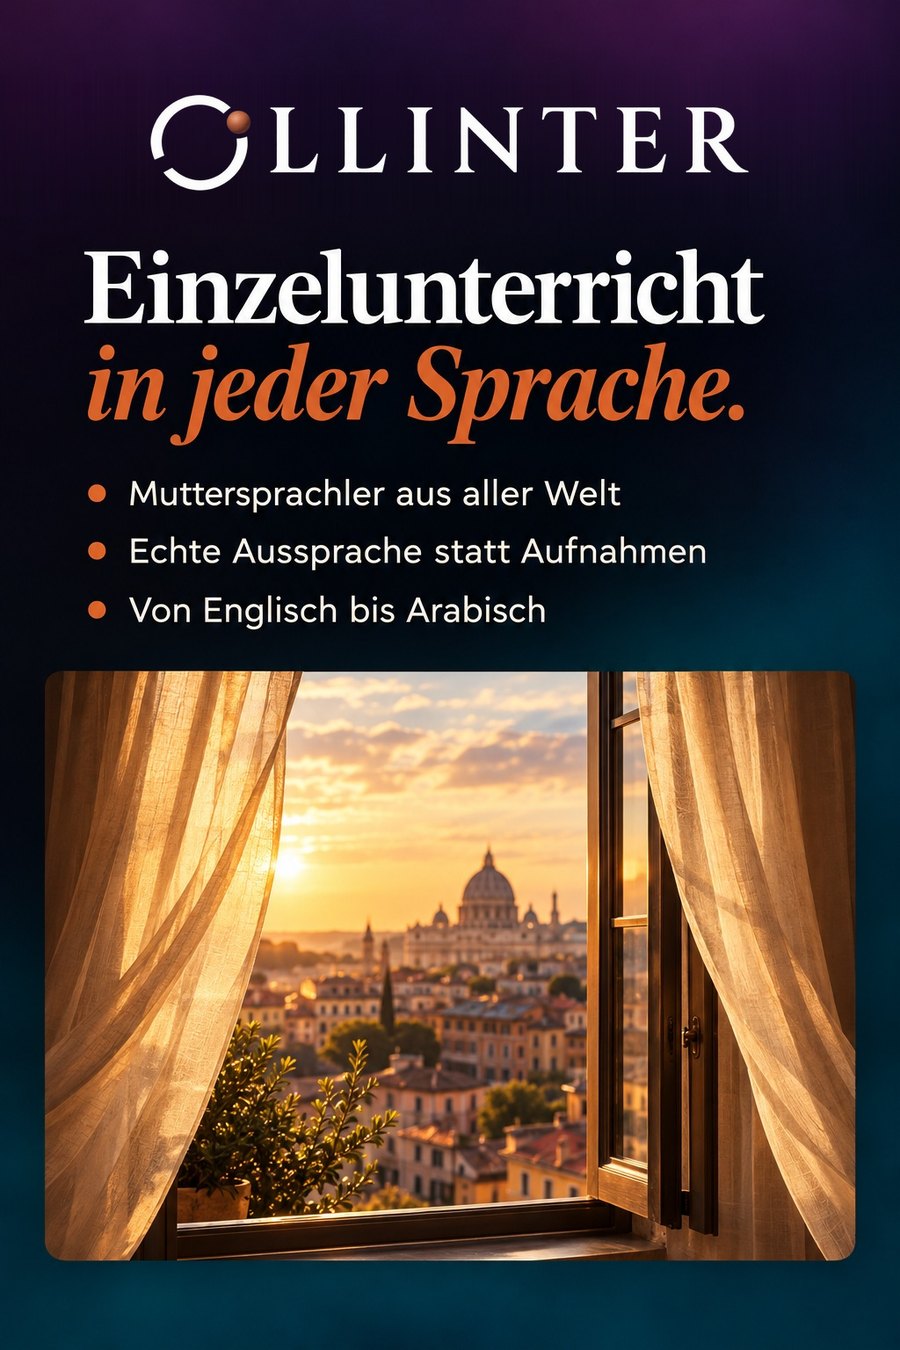 OLLINTER
Einzelunterricht
in jeder Sprache.
Muttersprachler aus aller Welt
Echte Aussprache statt Aufnahmen
Von Englisch bis Arabisch